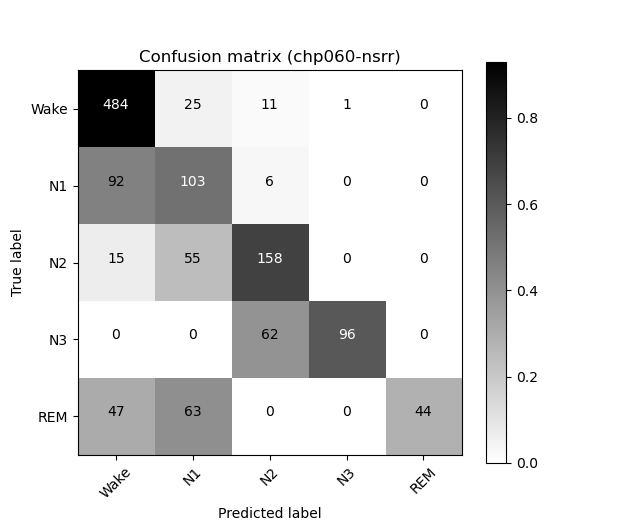 Confusion matrix (chp060-nsrr)
Wake 484 25 11 1 0
N1 92 103 6 0 0
N2 15 55 158 0 0
N3 0 0 62 96 0
REM 47 63 0 0 44
Wake N1 N2 N3 REM
Predicted label
True label
0.8
0.6
0.4
0.2
0.0